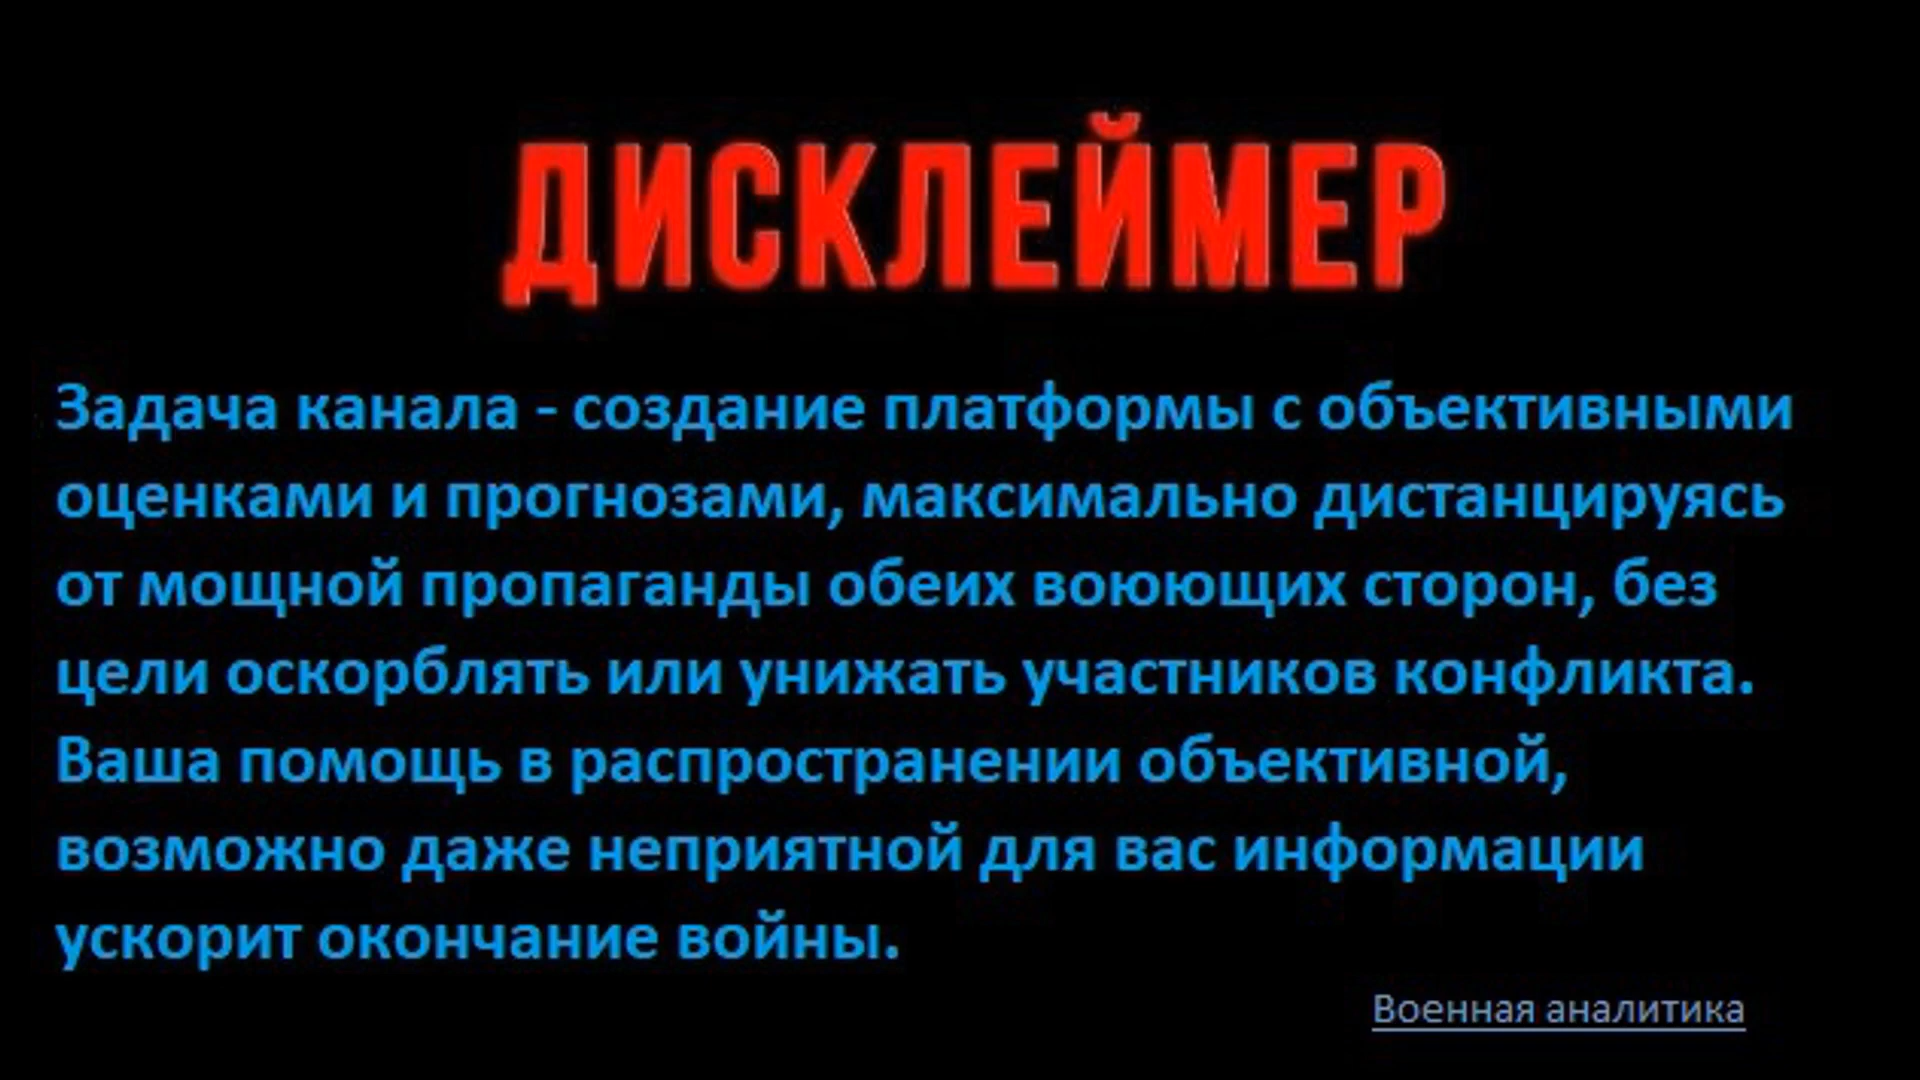 ДИСКЛЕЙМЕР
Задача канала - создание платформы с объективными
оценками и прогнозами, максимально дистанцируясь
от мощной пропаганды обеих воюющих сторон, без
цели оскорблять или унижать участников конфликта.
Ваша помощь в распространении объективной,
возможно даже неприятной для вас информации
ускорит окончание войны.
Военная аналитика